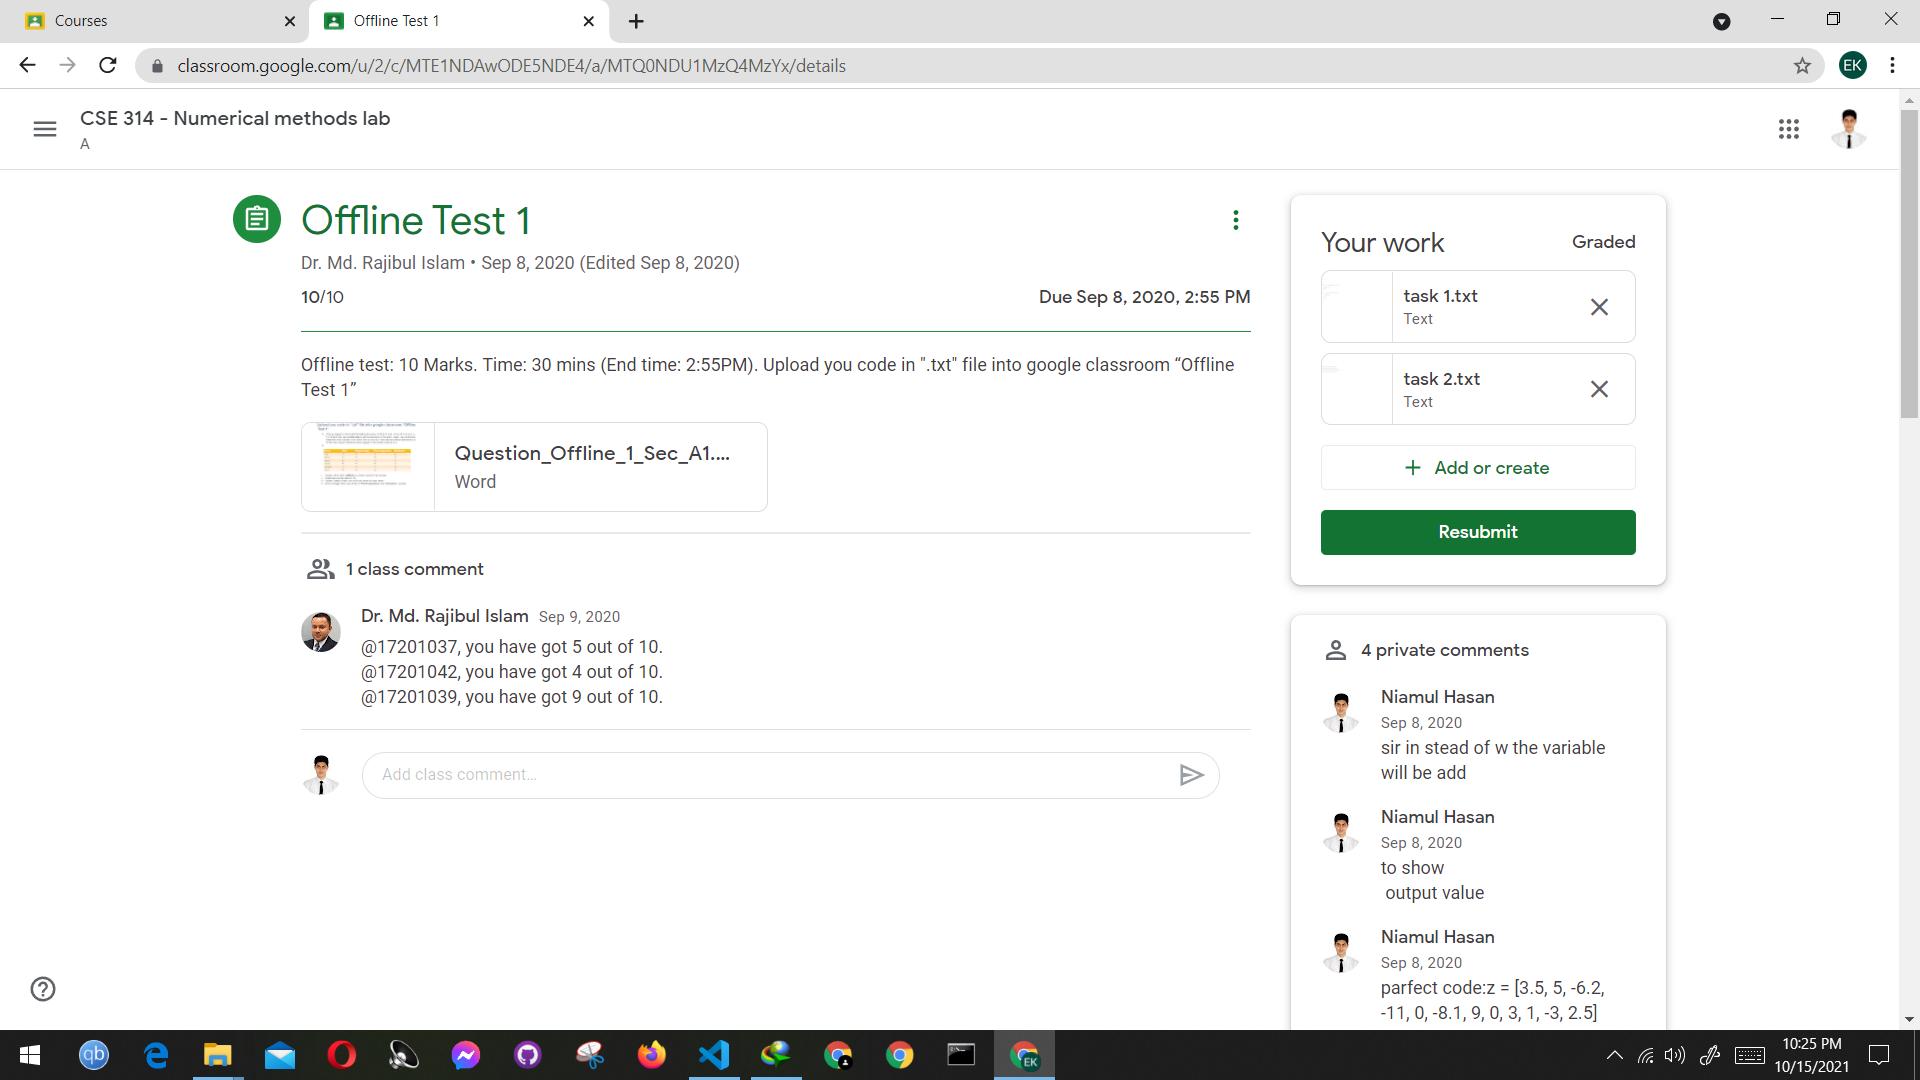 Courses
Offline Test 1
classroom.google.com/u/2/c/MTE1NDAwODE5NDE4/a/MTQ0NDU1MzQ4MzYx/details
EK
CSE 314 - Numerical methods lab
A
Offline Test 1
Dr. Md. Rajibul Islam • Sep 8, 2020 (Edited Sep 8, 2020)
10/10
Due Sep 8, 2020, 2:55 PM
Offline test: 10 Marks. Time: 30 mins (End time: 2:55PM). Upload you code in ".txt" file into google classroom “Offline
Test 1”
Question_Offline_1_Sec_A1....
Word
1 class comment
Dr. Md. Rajibul Islam Sep 9, 2020
@17201037, you have got 5 out of 10.
@17201042, you have got 4 out of 10.
@17201039, you have got 9 out of 10.
Add class comment...
Your work
Graded
task 1.txt
Text
task 2.txt
Text
Add or create
Resubmit
4 private comments
Niamul Hasan
Sep 8, 2020
sir in stead of w the variable
will be add
Niamul Hasan
Sep 8, 2020
to show
output value
Niamul Hasan
Sep 8, 2020
parfect code:z = [3.5, 5, -6.2,
-11, 0, -8.1, 9, 0, 3, 1, -3, 2.5]
qb
EK
10:25 PM
10/15/2021